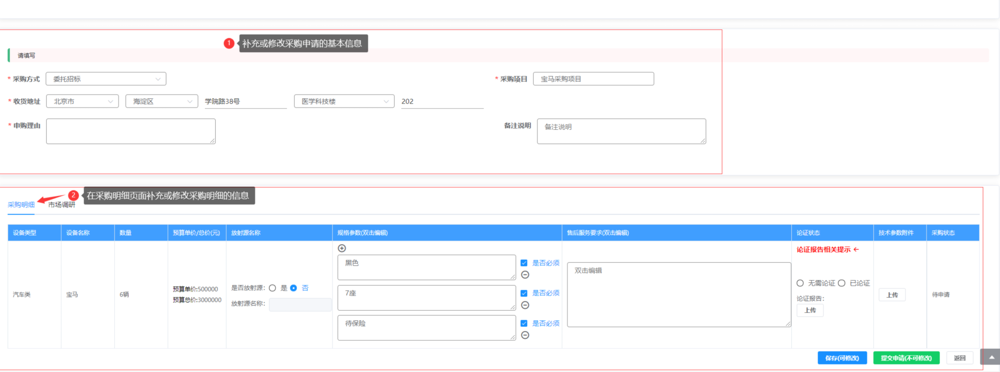 1 补充或修改采购申请的基本信息
请填写
* 采购方式 委托招标 * 采购项目 宝马采购项目
* 收货地址 北京市 海淀区 学院路38号 医学科技楼 202
* 申购理由 备注说明 备注说明
2 在采购明细页面补充或修改采购明细的信息
采购明细 市场调研
设备类型 设备名称 数量 预算单价/总价(元) 放射源名称 规格参数(双击编辑) 售后服务要求(双击编辑) 论证状态 技术参数附件 采购状态
汽车类 宝马 6辆
预算单价:500000
预算总价:3000000
是否放射源: 是 否
放射源名称:
黑色 是否必须
7座 是否必须
待保险 是否必须
双击编辑
论证报告相关提示 ←
无需论证 已论证
论证报告:
上传
上传
待申请
保存(可修改) 提交申请(不可修改) 返回